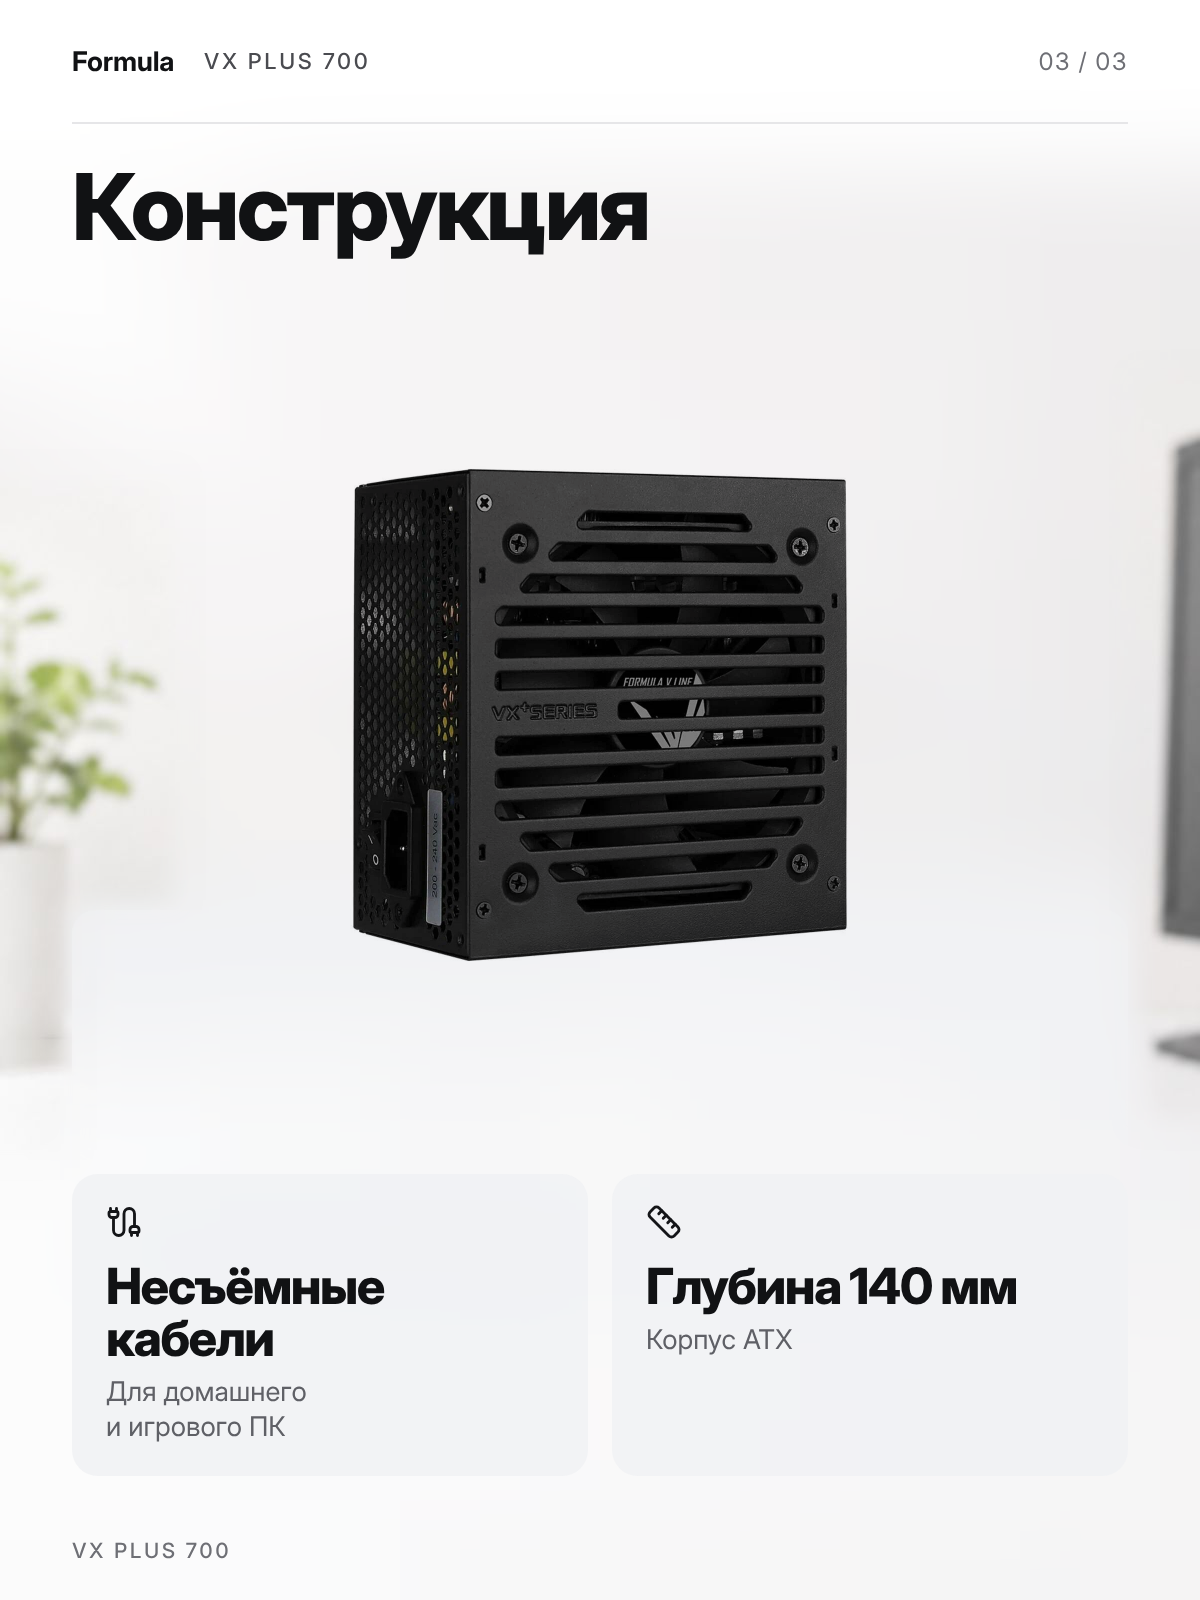 Formula VX PLUS 700 03 / 03
Конструкция
FORMULA V LINE
VX+SERIES
200 - 240 Vac
Несъёмные
кабели
Для домашнего
и игрового ПК
Глубина 140 мм
Корпус ATX
VX PLUS 700